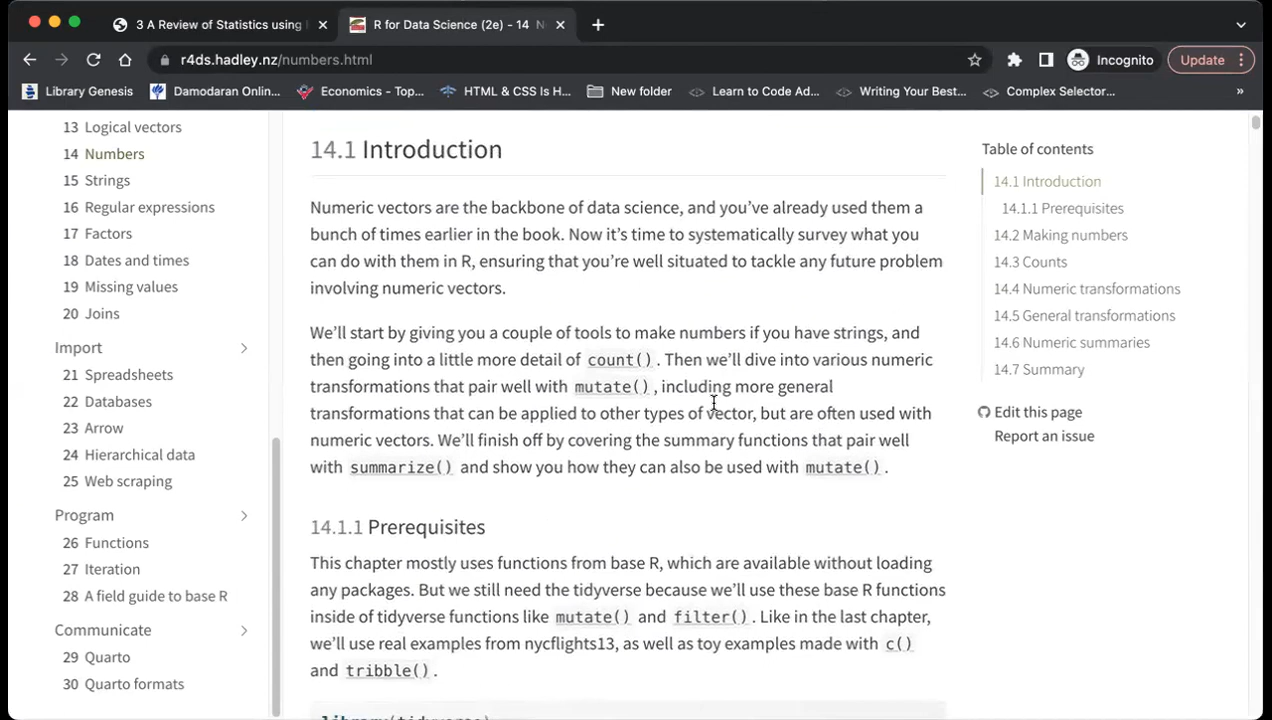 3 A Review of Statistics using
R for Data Science (2e) - 14 N
r4ds.hadley.nz/numbers.html
Incognito
Update
Library Genesis
Damodaran Onlin...
Economics - Top...
HTML & CSS Is H...
New folder
Learn to Code Ad...
Writing Your Best...
Complex Selector...
»
13 Logical vectors
14 Numbers
15 Strings
16 Regular expressions
17 Factors
18 Dates and times
19 Missing values
20 Joins
Import
21 Spreadsheets
22 Databases
23 Arrow
24 Hierarchical data
25 Web scraping
Program
26 Functions
27 Iteration
28 A field guide to base R
Communicate
29 Quarto
30 Quarto formats
14.1 Introduction
Numeric vectors are the backbone of data science, and you’ve already used them a
bunch of times earlier in the book. Now it’s time to systematically survey what you
can do with them in R, ensuring that you’re well situated to tackle any future problem
involving numeric vectors.
We’ll start by giving you a couple of tools to make numbers if you have strings, and
then going into a little more detail of count(). Then we’ll dive into various numeric
transformations that pair well with mutate(), including more general
transformations that can be applied to other types of vector, but are often used with
numeric vectors. We’ll finish off by covering the summary functions that pair well
with summarize() and show you how they can also be used with mutate().
14.1.1 Prerequisites
This chapter mostly uses functions from base R, which are available without loading
any packages. But we still need the tidyverse because we’ll use these base R functions
inside of tidyverse functions like mutate() and filter(). Like in the last chapter,
we’ll use real examples from nycflights13, as well as toy examples made with c()
and tribble().
library(tidyverse)
Table of contents
14.1 Introduction
14.1.1 Prerequisites
14.2 Making numbers
14.3 Counts
14.4 Numeric transformations
14.5 General transformations
14.6 Numeric summaries
14.7 Summary
Edit this page
Report an issue